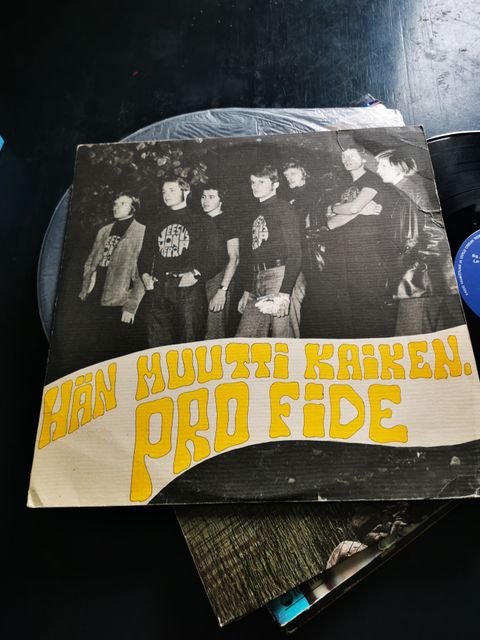 HÄN MUUTTI KAIKEN.
PRO FIDE